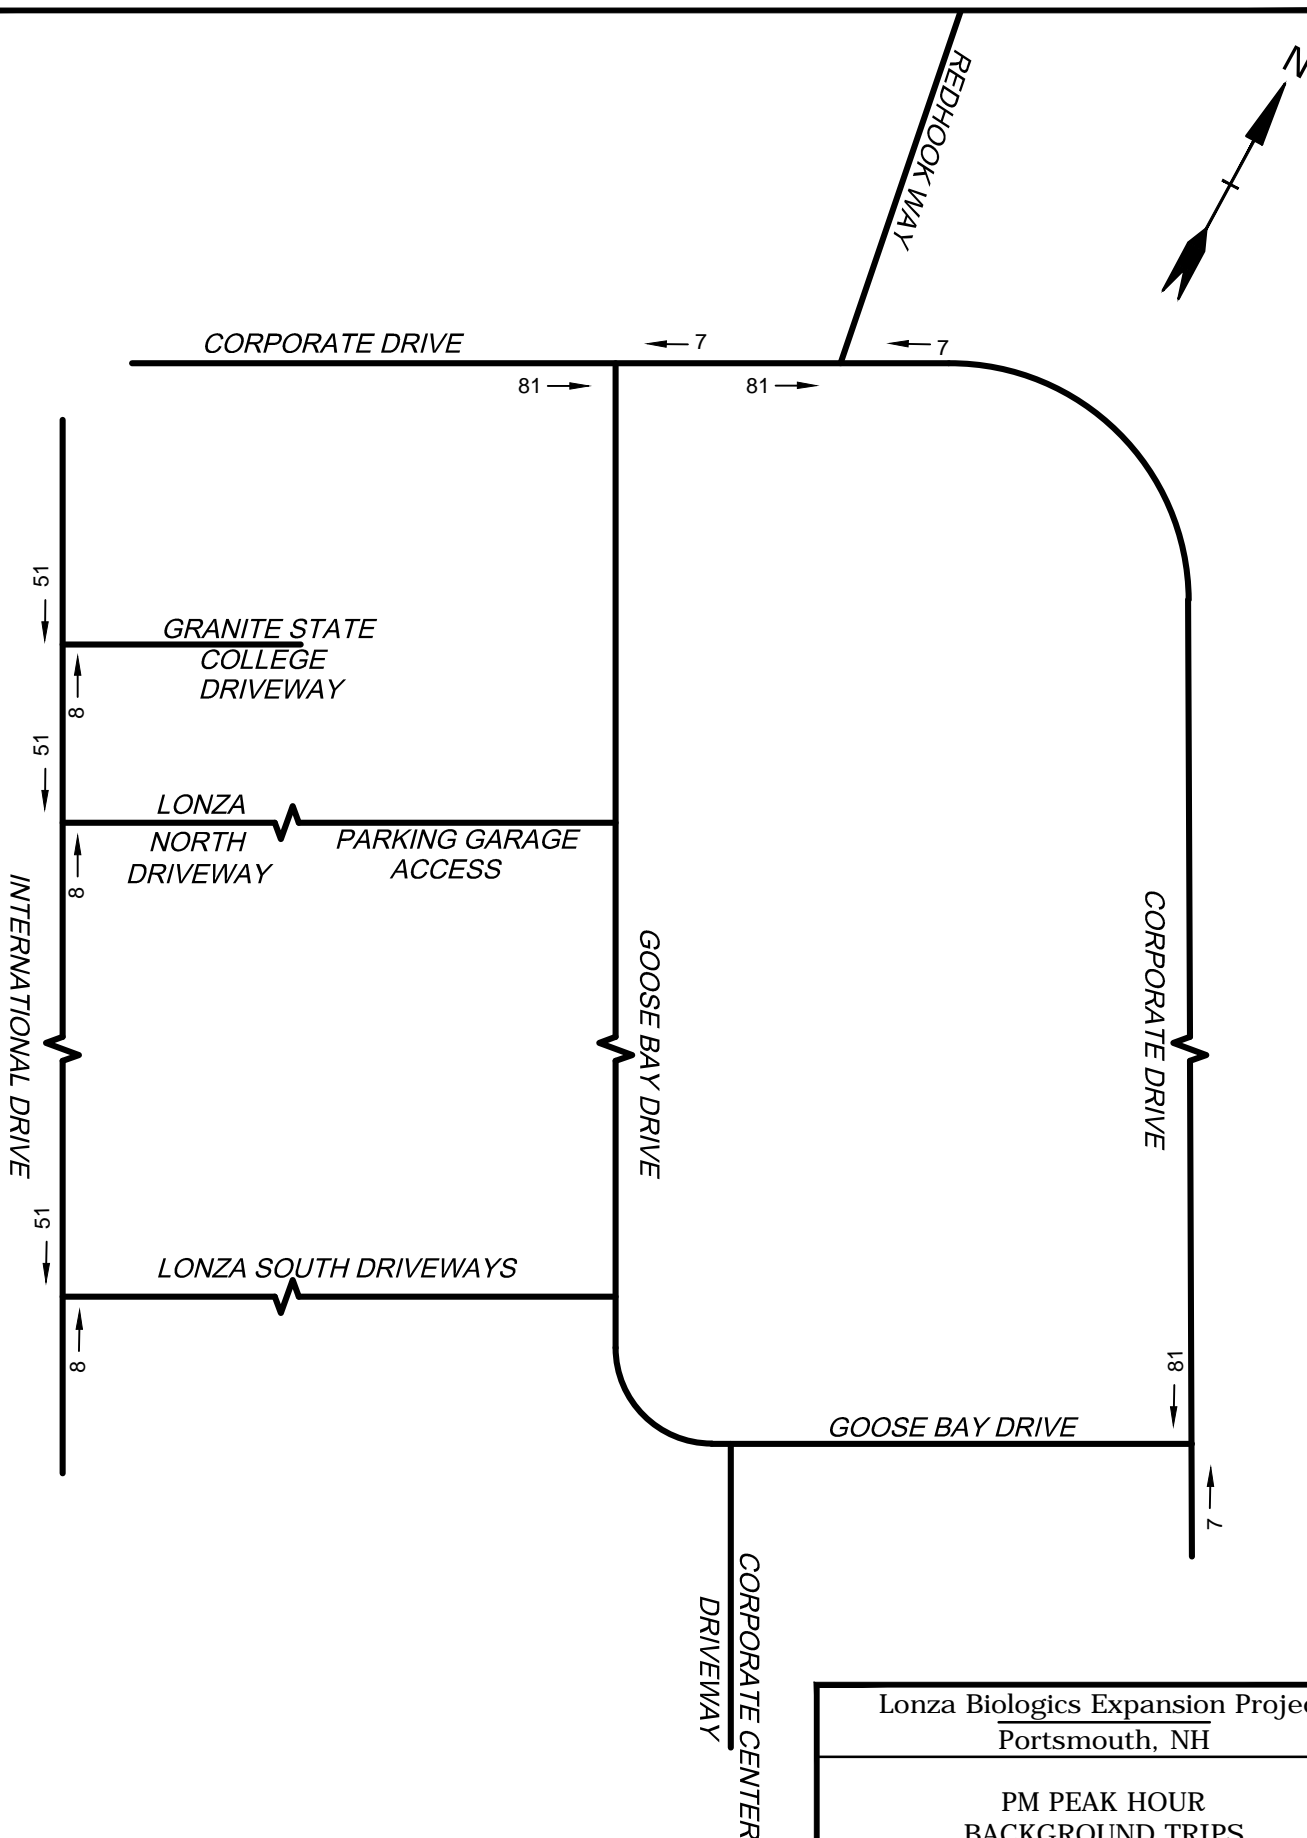 N
REDHOOK WAY
CORPORATE DRIVE
7
7
81
81
51
GRANITE STATE
COLLEGE
DRIVEWAY
8
51
LONZA
NORTH
DRIVEWAY
PARKING GARAGE
ACCESS
8
INTERNATIONAL DRIVE
GOOSE BAY DRIVE
CORPORATE DRIVE
51
LONZA SOUTH DRIVEWAYS
8
81
GOOSE BAY DRIVE
7
CORPORATE CENTER
DRIVEWAY
Lonza Biologics Expansion Projec
Portsmouth, NH
PM PEAK HOUR
BACKGROUND TRIPS